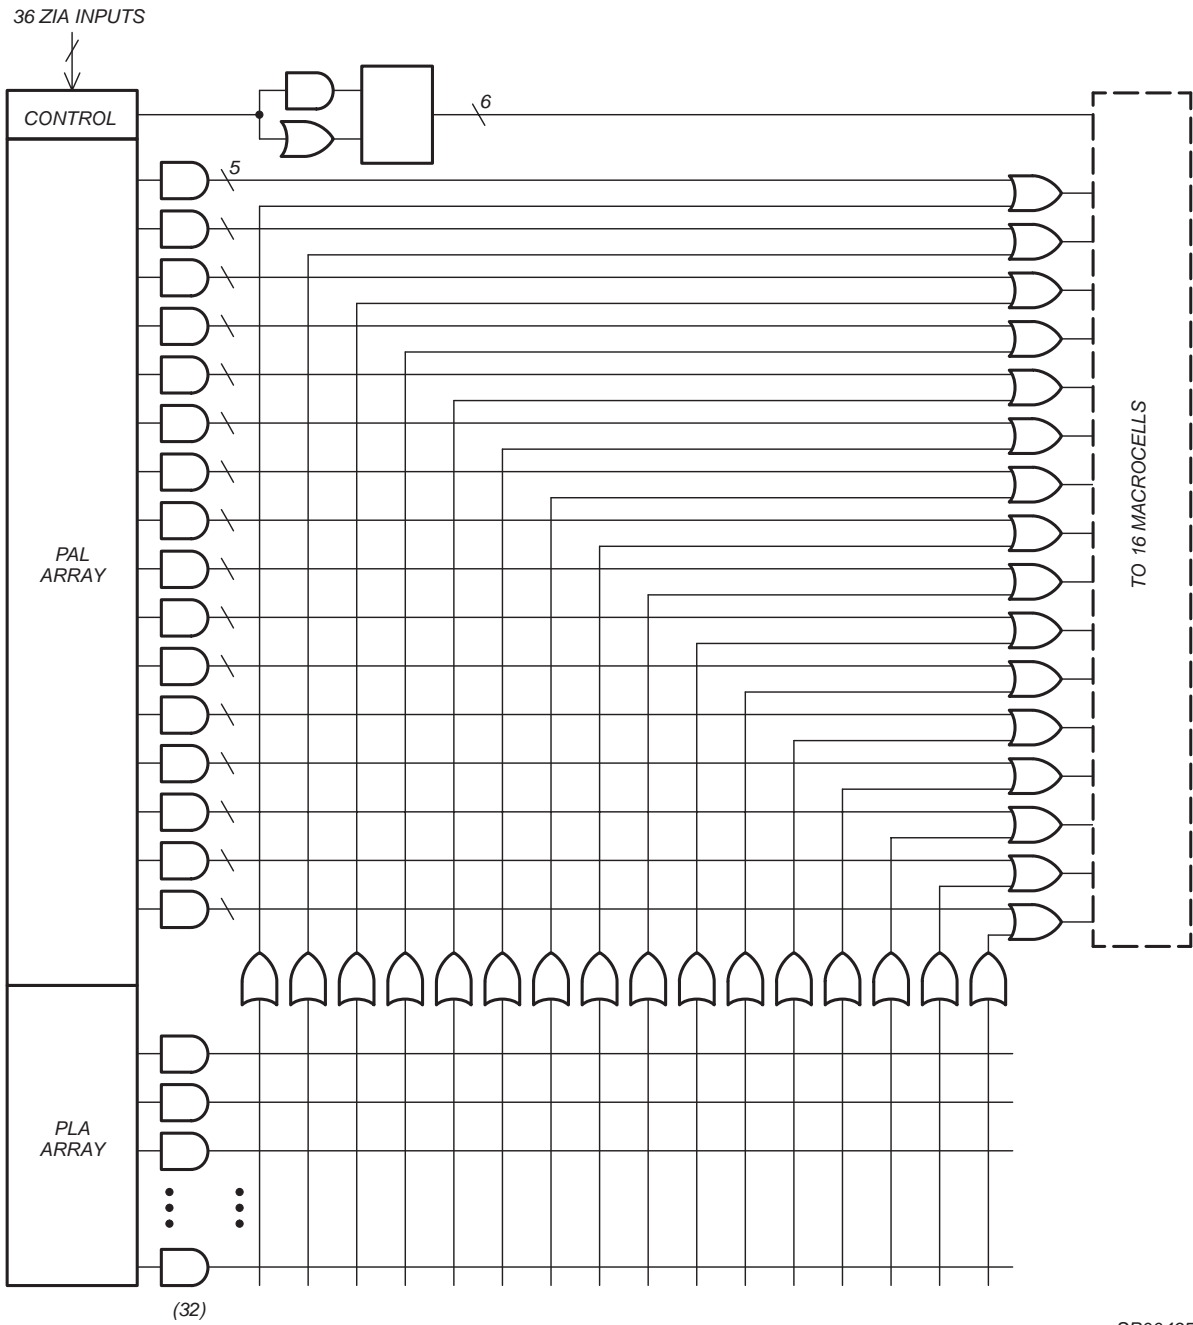 36 ZIA INPUTS
CONTROL
6
5
PAL
ARRAY
TO 16 MACROCELLS
PLA
ARRAY
(32)